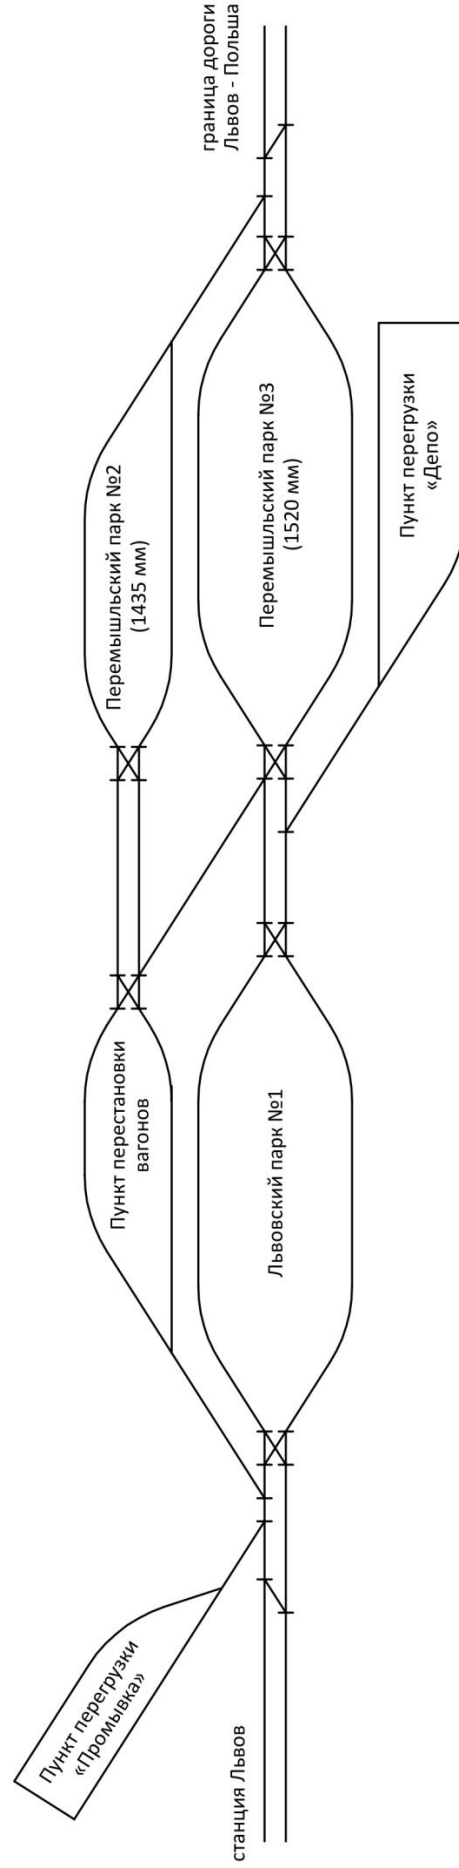 Пункт перегрузки
«Промывка»
станция Львов
Пункт перестановки
вагонов
Львовский парк №1
Перемышльский парк №2
(1435 мм)
Перемышльский парк №3
(1520 мм)
Пункт перегрузки
«Депо»
граница дороги
Львов - Польша